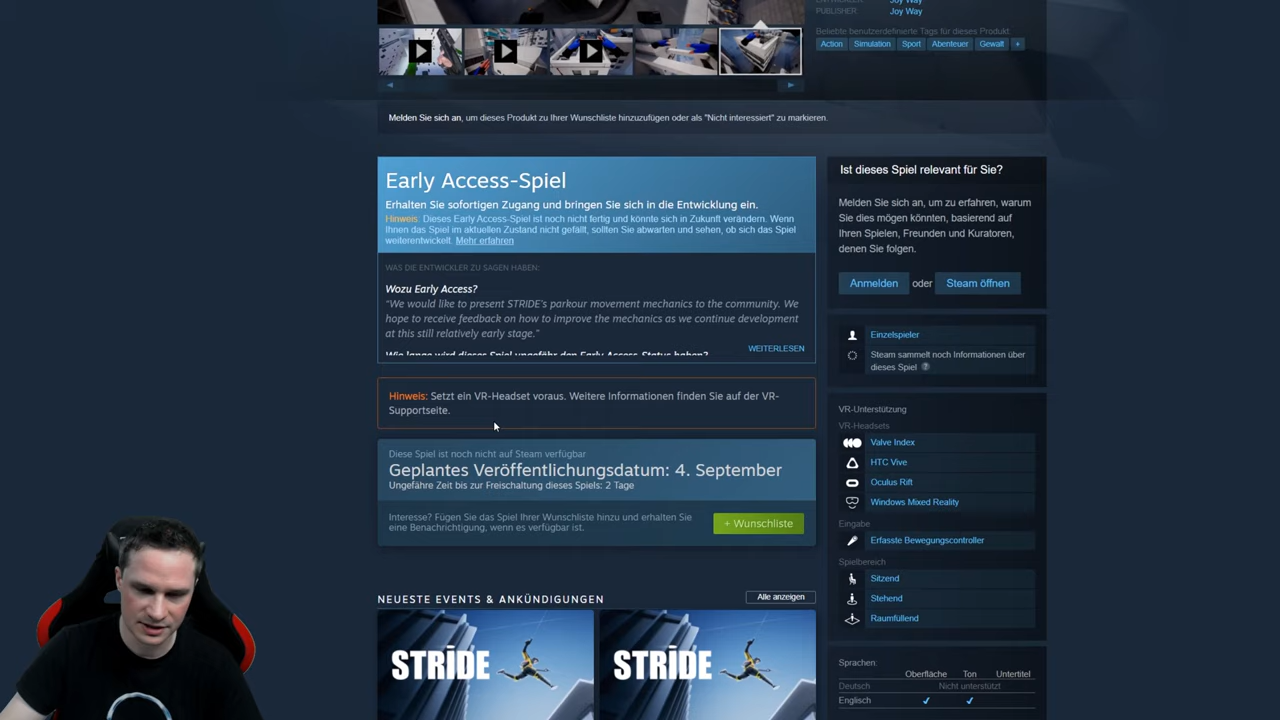 Joy Way
PUBLISHER: Joy Way
Beliebte benutzerdefinierte Tags für dieses Produkt:
Action Simulation Sport Abenteuer Gewalt +
Melden Sie sich an, um dieses Produkt zu Ihrer Wunschliste hinzuzufügen oder als "Nicht interessiert" zu markieren.
Early Access-Spiel
Erhalten Sie sofortigen Zugang und bringen Sie sich in die Entwicklung ein.
Hinweis: Dieses Early Access-Spiel ist noch nicht fertig und könnte sich in Zukunft verändern. Wenn
Ihnen das Spiel im aktuellen Zustand nicht gefällt, sollten Sie abwarten und sehen, ob sich das Spiel
weiterentwickelt. Mehr erfahren
WAS DIE ENTWICKLER ZU SAGEN HABEN:
Wozu Early Access?
"We would like to present STRIDE's parkour movement mechanics to the community. We
hope to receive feedback on how to improve the mechanics as we continue development
at this still relatively early stage."
Wie lange wird dieses Spiel ungefähr den Early Access-Status haben?
WEITERLESEN
Hinweis: Setzt ein VR-Headset voraus. Weitere Informationen finden Sie auf der VR-
Supportseite.
Diese Spiel ist noch nicht auf Steam verfügbar
Geplantes Veröffentlichungsdatum: 4. September
Ungefähre Zeit bis zur Freischaltung dieses Spiels: 2 Tage
Interesse? Fügen Sie das Spiel Ihrer Wunschliste hinzu und erhalten Sie
eine Benachrichtigung, wenn es verfügbar ist.
+ Wunschliste
NEUESTE EVENTS & ANKÜNDIGUNGEN
Alle anzeigen
STRIDE
STRIDE
Ist dieses Spiel relevant für Sie?
Melden Sie sich an, um zu erfahren, warum
Sie dies mögen könnten, basierend auf
Ihren Spielen, Freunden und Kuratoren,
denen Sie folgen.
Anmelden oder Steam öffnen
Einzelspieler
Steam sammelt noch Informationen über
dieses Spiel ?
VR-Unterstützung
VR-Headsets
Valve Index
HTC Vive
Oculus Rift
Windows Mixed Reality
Eingabe
Erfasste Bewegungscontroller
Spielbereich
Sitzend
Stehend
Raumfüllend
Sprachen:
Oberfläche Ton Untertitel
Deutsch Nicht unterstützt
Englisch ✔ ✔